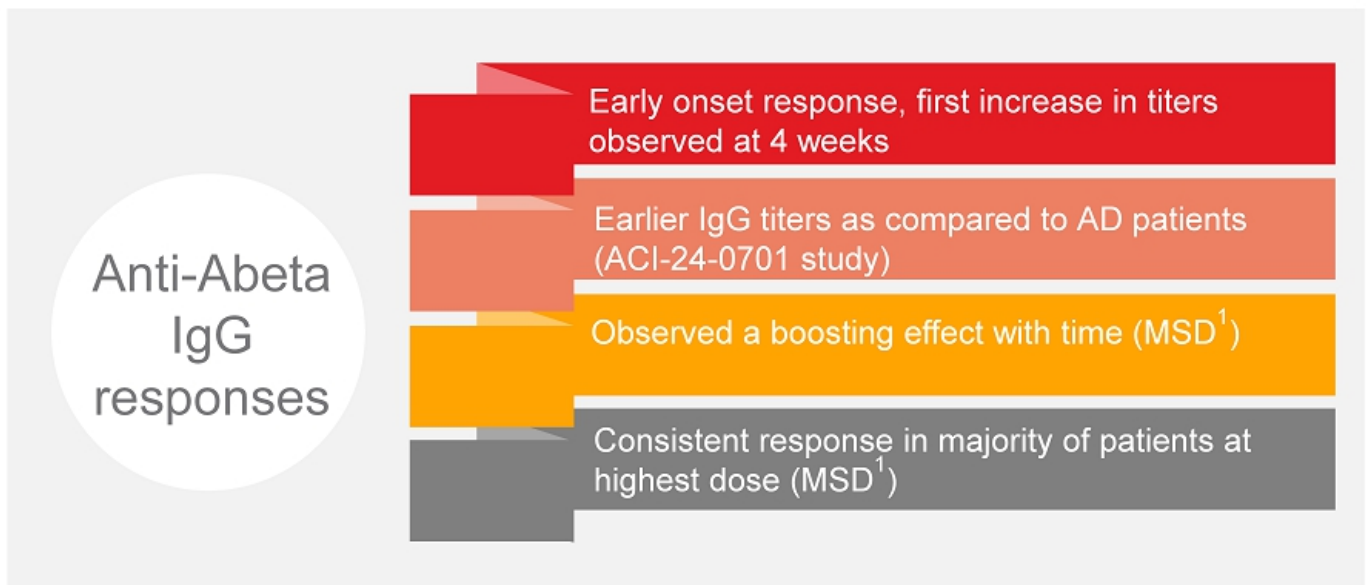 Anti-Abeta
IgG
responses
Early onset response, first increase in titers
observed at 4 weeks
Earlier IgG titers as compared to AD patients
(ACI-24-0701 study)
Observed a boosting effect with time (MSD¹)
Consistent response in majority of patients at
highest dose (MSD¹)